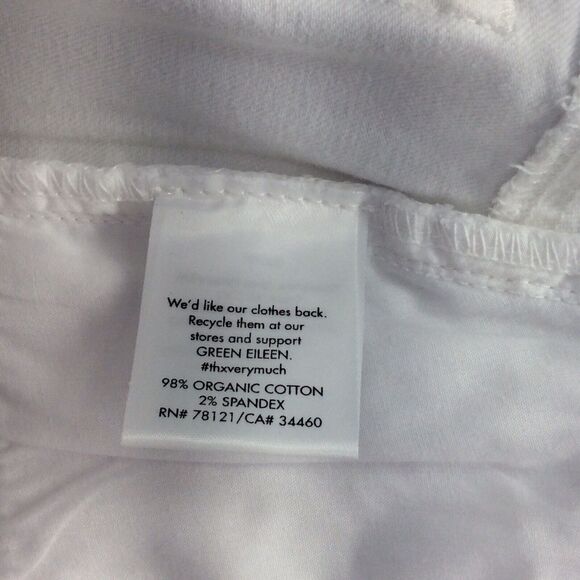 We'd like our clothes back.
Recycle them at our
stores and support
GREEN EILEEN.
#thxverymuch
98% ORGANIC COTTON
2% SPANDEX
RN# 78121/CA# 34460